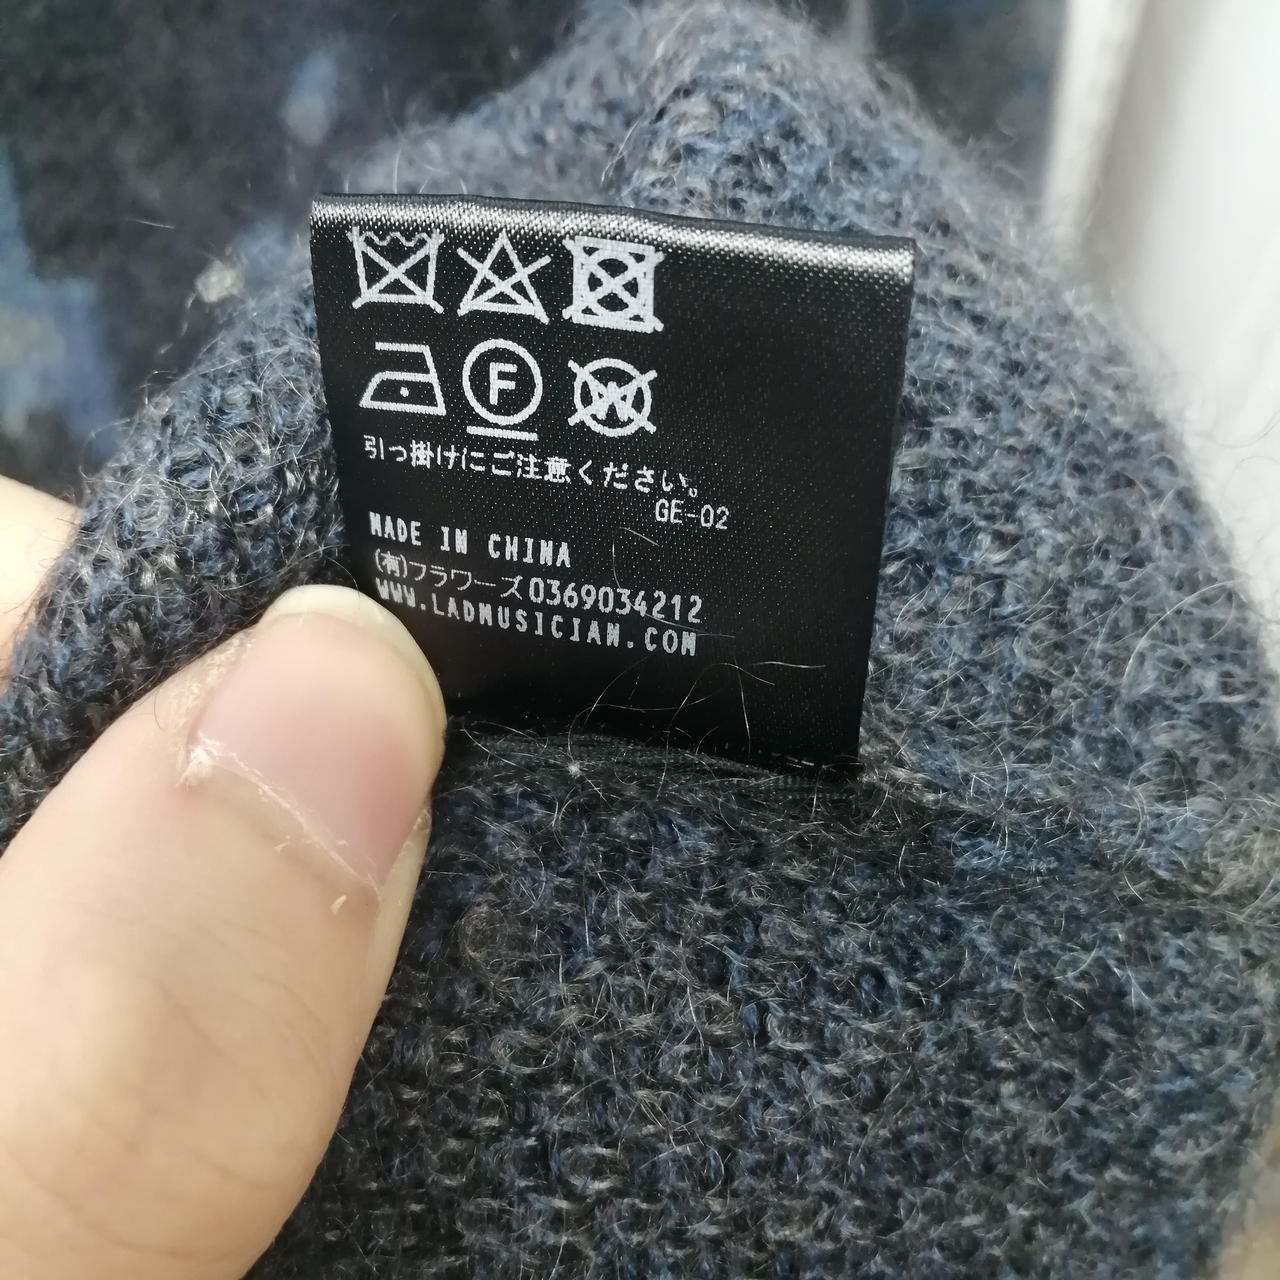 F
W
引っ掛けにご注意ください。
GE-02
MADE IN CHINA
(有)フラワーズ0369034212
WWW.LADMUSICIAN.COM